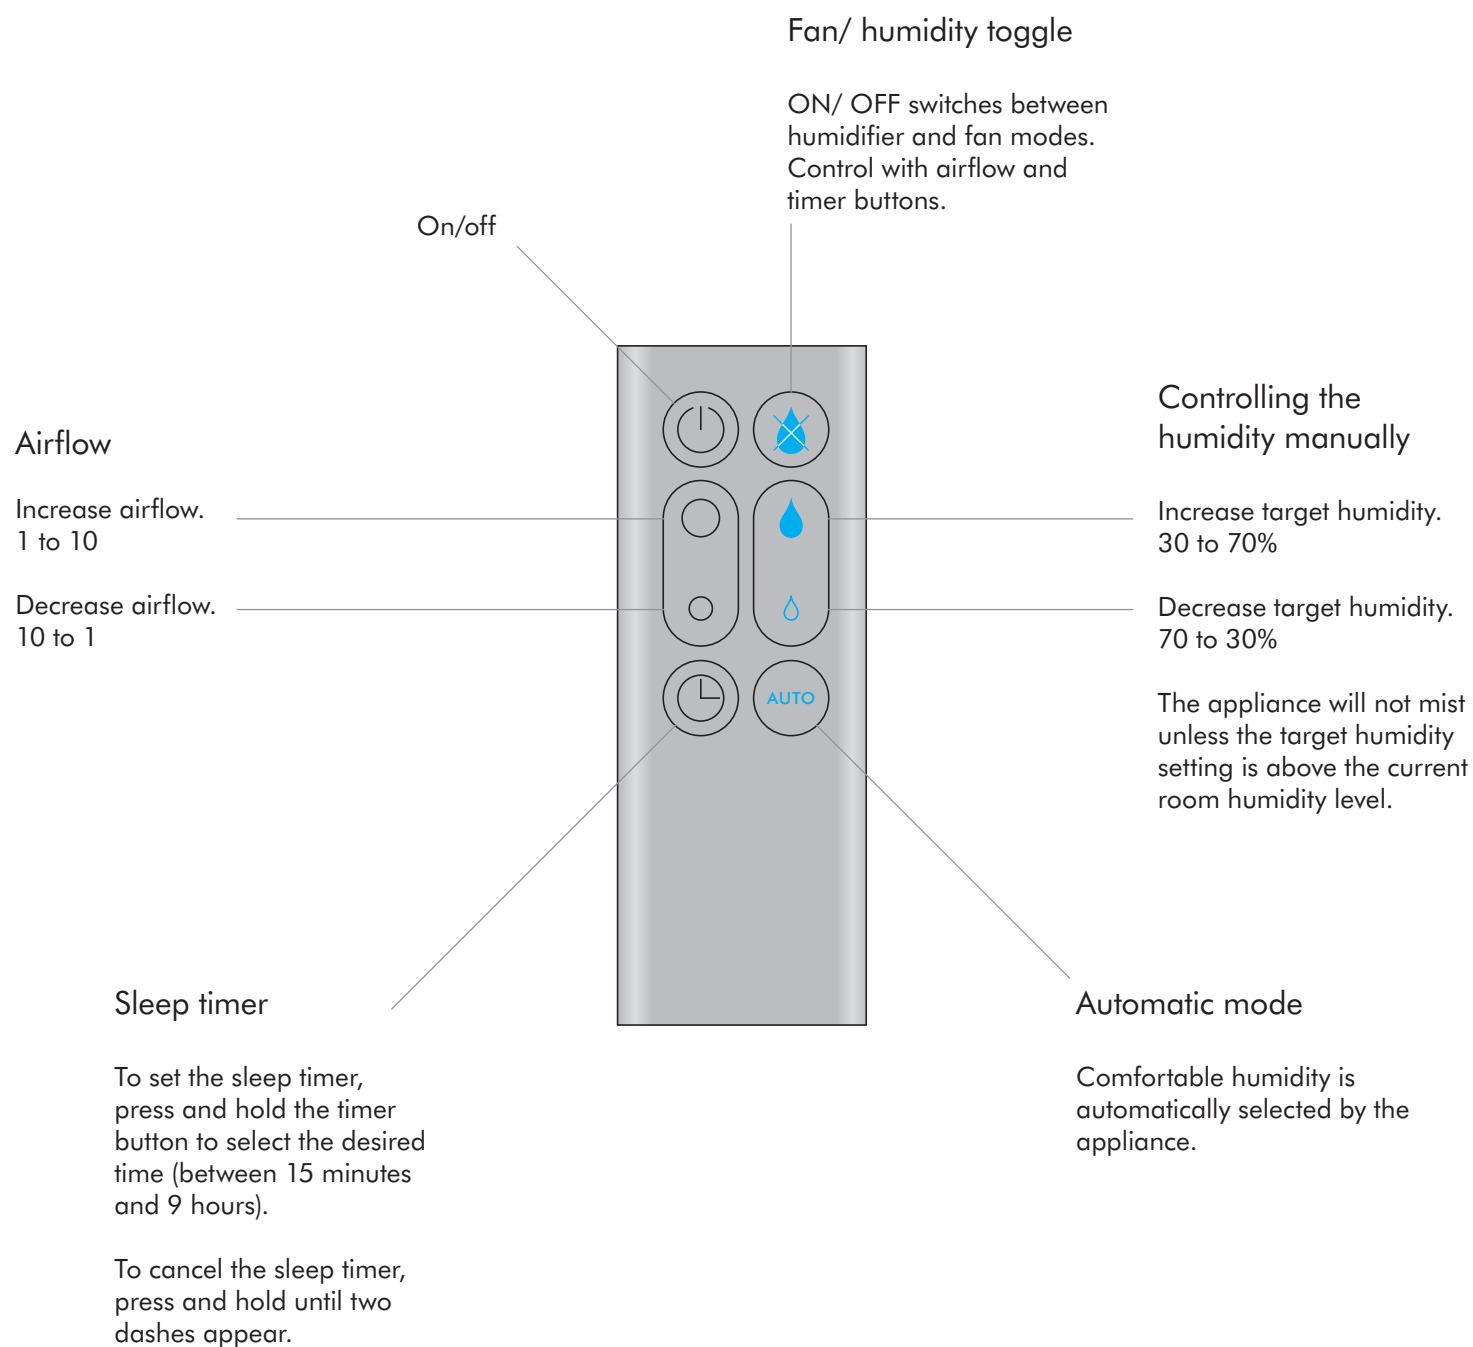 Fan/ humidity toggle
ON/ OFF switches between
humidifier and fan modes.
Control with airflow and
timer buttons.
On/off
Airflow
Increase airflow.
1 to 10
Decrease airflow.
10 to 1
Controlling the
humidity manually
Increase target humidity.
30 to 70%
Decrease target humidity.
70 to 30%
The appliance will not mist
unless the target humidity
setting is above the current
room humidity level.
AUTO
Sleep timer
To set the sleep timer,
press and hold the timer
button to select the desired
time (between 15 minutes
and 9 hours).
To cancel the sleep timer,
press and hold until two
dashes appear.
Automatic mode
Comfortable humidity is
automatically selected by the
appliance.